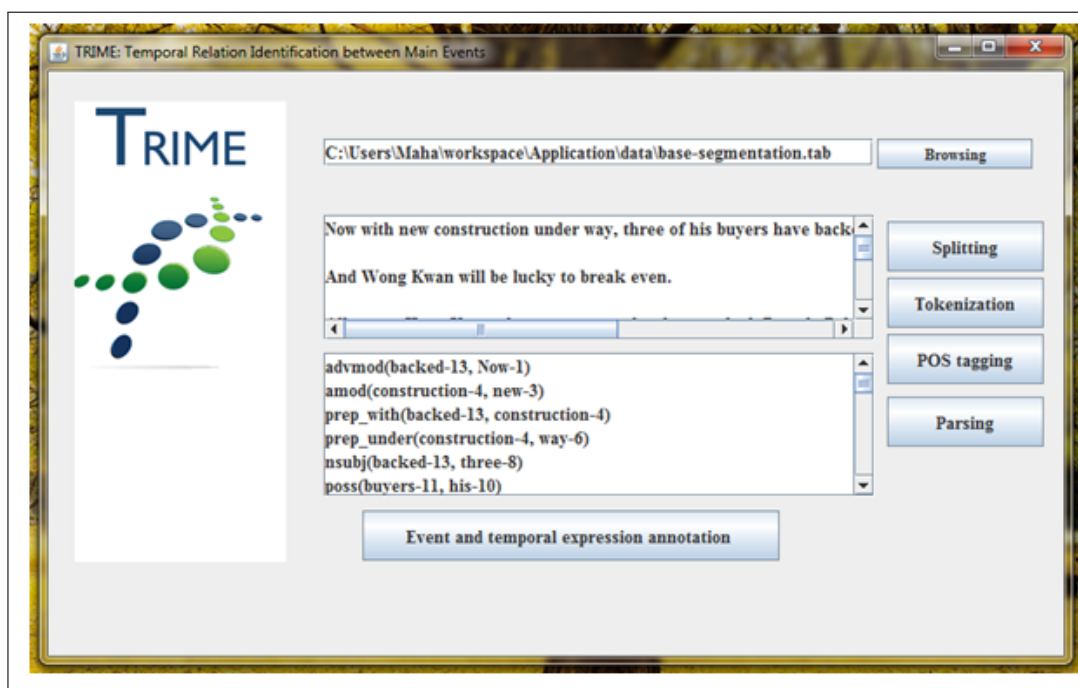 TRIME: Temporal Relation Identification between Main Events
TRIME
C:\Users\Maha\workspace\Application\data\base-segmentation.tab
Browsing
Now with new construction under way, three of his buyers have back
And Wong Kwan will be lucky to break even.
Splitting
Tokenization
POS tagging
Parsing
advmod(backed-13, Now-1)
amod(construction-4, new-3)
prep_with(backed-13, construction-4)
prep_under(construction-4, way-6)
nsubj(backed-13, three-8)
poss(buyers-11, his-10)
Event and temporal expression annotation